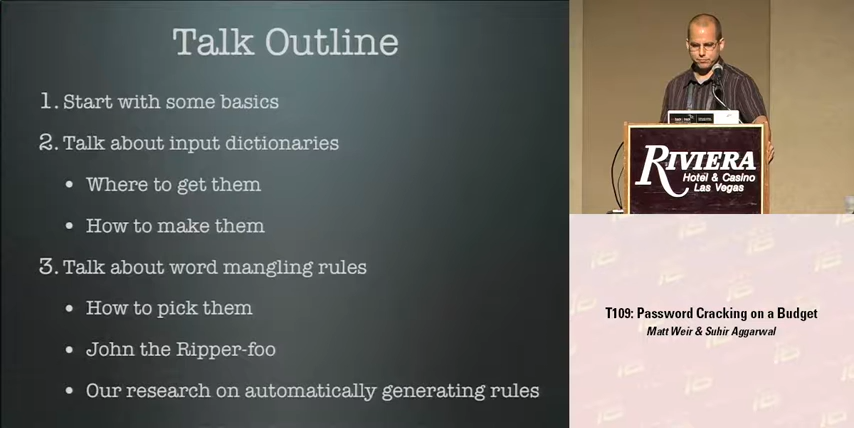 Talk Outline
1. Start with some basics
2. Talk about input dictionaries
• Where to get them
• How to make them
3. Talk about word mangling rules
• How to pick them
• John the Ripper-foo
• Our research on automatically generating rules
RIVIERA
Hotel & Casino
Las Vegas
T109: Password Cracking on a Budget
Matt Weir & Suhir Aggarwal